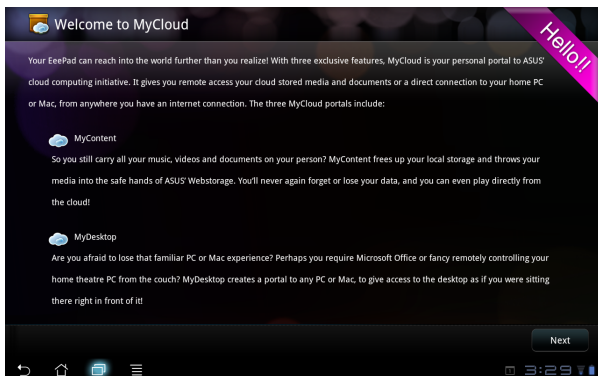 Welcome to MyCloud
Hello!!
Your EeePad can reach into the world further than you realize! With three exclusive features, MyCloud is your personal portal to ASUS'
cloud computing initiative. It gives you remote access your cloud stored media and documents or a direct connection to your home PC
or Mac, from anywhere you have an internet connection. The three MyCloud portals include:
MyContent
So you still carry all your music, videos and documents on your person? MyContent frees up your local storage and throws your
media into the safe hands of ASUS' Webstorage. You'll never again forget or lose your data, and you can even play directly from
the cloud!
MyDesktop
Are you afraid to lose that familiar PC or Mac experience? Perhaps you require Microsoft Office or fancy remotely controlling your
home theatre PC from the couch? MyDesktop creates a portal to any PC or Mac, to give access to the desktop as if you were sitting
there right in front of it!
Next
3:29